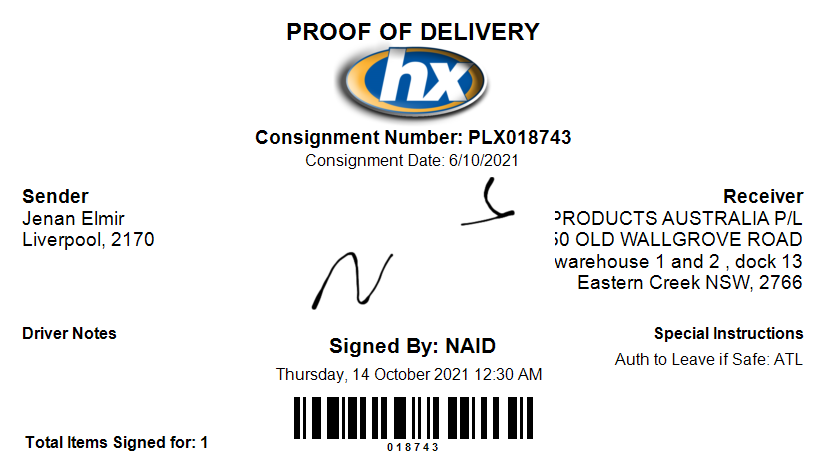 PROOF OF DELIVERY
hx
Consignment Number: PLX018743
Consignment Date: 6/10/2021
Sender
Jenan Elmir
Liverpool, 2170
Receiver
PRODUCTS AUSTRALIA P/L
50 OLD WALLGROVE ROAD
warehouse 1 and 2 , dock 13
Eastern Creek NSW, 2766
Driver Notes
Signed By: NAID
Thursday, 14 October 2021 12:30 AM
Special Instructions
Auth to Leave if Safe: ATL
Total Items Signed for: 1
018743